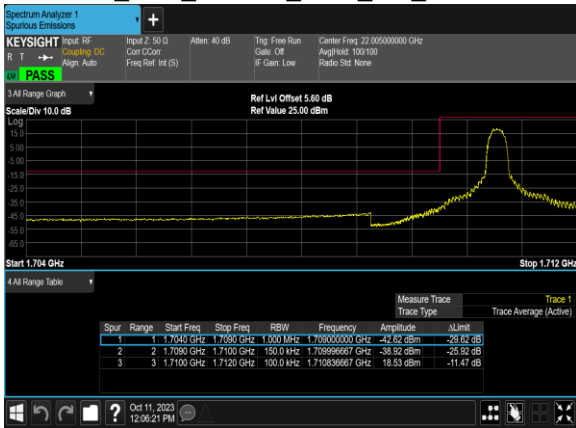 Spectrum Analyzer 1
Spurious Emissions
+
KEYSIGHT Input: RF Input Z: 50 Ω Atten: 40 dB Trig: Free Run Center Freq: 22.005000000 GHz
R T Coupling: DC Corr CCorr Gate: Off Avg|Hold: 100/100
Align: Auto Freq Ref: Int (S) IF Gain: Low Radio Std: None
PASS
3 All Range Graph
Ref Lvl Offset 5.60 dB
Scale/Div 10.0 dB Ref Value 25.00 dBm
Log
15.0
5.00
-5.00
-15.0
-25.0
-35.0
-45.0
-55.0
-65.0
Start 1.704 GHz Stop 1.712 GHz
4 All Range Table
Measure Trace Trace 1
Trace Type Trace Average (Active)
Spur Range Start Freq Stop Freq RBW Frequency Amplitude ΔLimit
1 1 1.7040 GHz 1.7090 GHz 1.000 MHz 1.709000000 GHz -42.62 dBm -29.62 dB
2 2 1.7090 GHz 1.7100 GHz 150.0 kHz 1.709996667 GHz -38.92 dBm -25.92 dB
3 3 1.7100 GHz 1.7120 GHz 100.0 kHz 1.710836667 GHz 18.53 dBm -11.47 dB
? Oct 11, 2023
12:06:21 PM